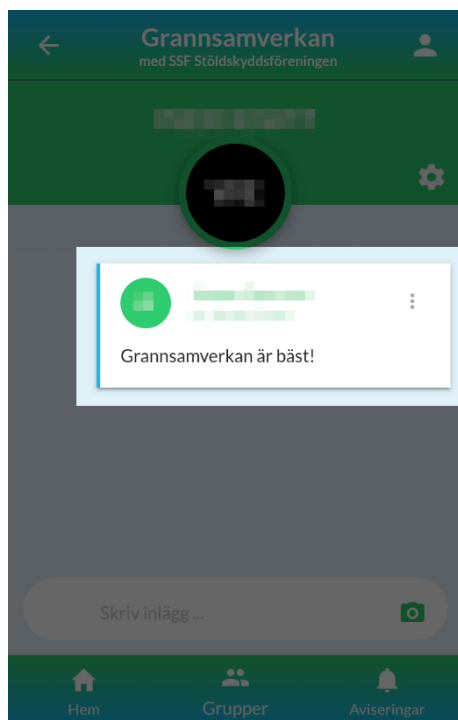 Grannsamverkan
med SSF Stöldskyddsföreningen
Grannsamverkan är bäst!
Skriv inlägg ...
Hem
Grupper
Aviseringar